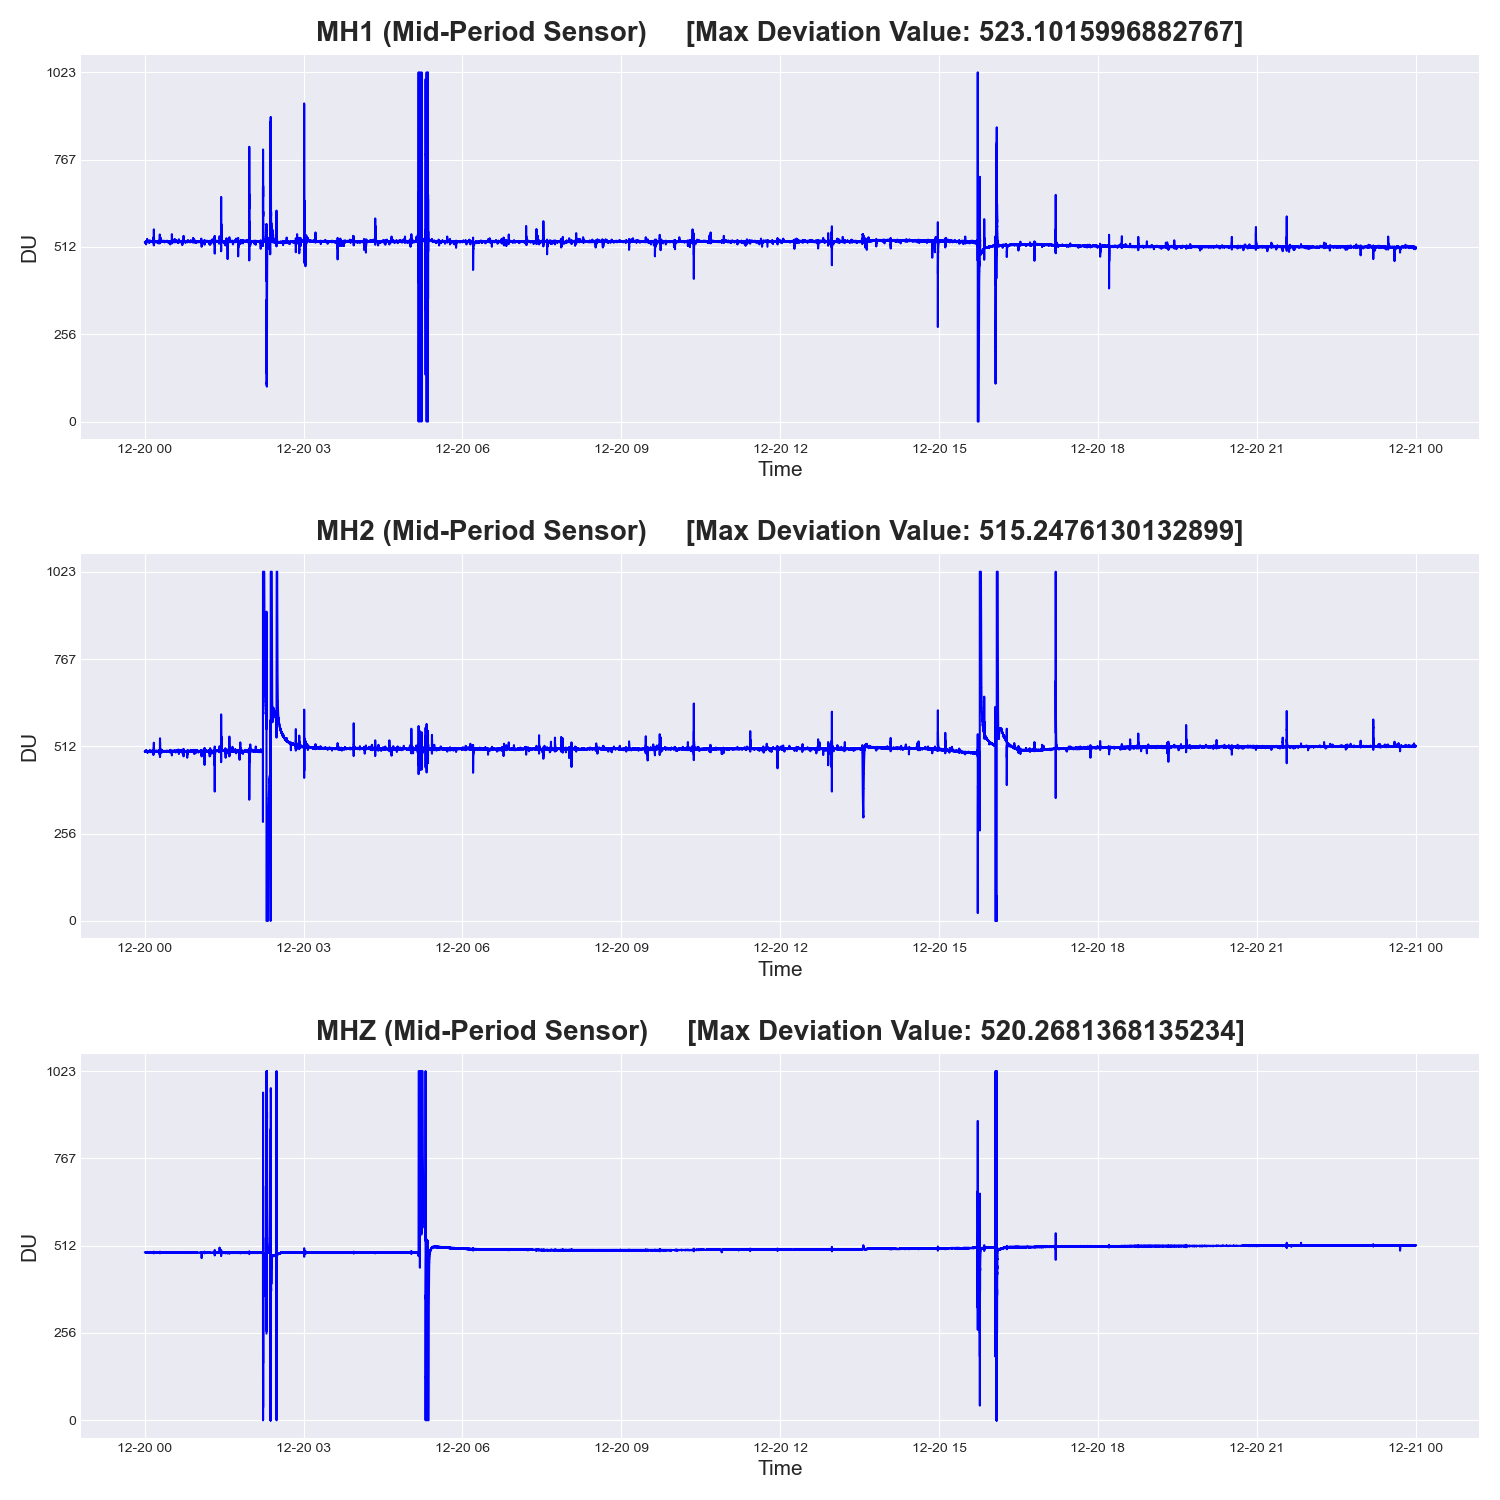 MH1 (Mid-Period Sensor) [Max Deviation Value: 523.1015996882767]
1023
767
512
256
0
DU
12-20 00 12-20 03 12-20 06 12-20 09 12-20 12 12-20 15 12-20 18 12-20 21 12-21 00
Time
MH2 (Mid-Period Sensor) [Max Deviation Value: 515.2476130132899]
1023
767
512
256
0
DU
12-20 00 12-20 03 12-20 06 12-20 09 12-20 12 12-20 15 12-20 18 12-20 21 12-21 00
Time
MHZ (Mid-Period Sensor) [Max Deviation Value: 520.2681368135234]
1023
767
512
256
0
DU
12-20 00 12-20 03 12-20 06 12-20 09 12-20 12 12-20 15 12-20 18 12-20 21 12-21 00
Time